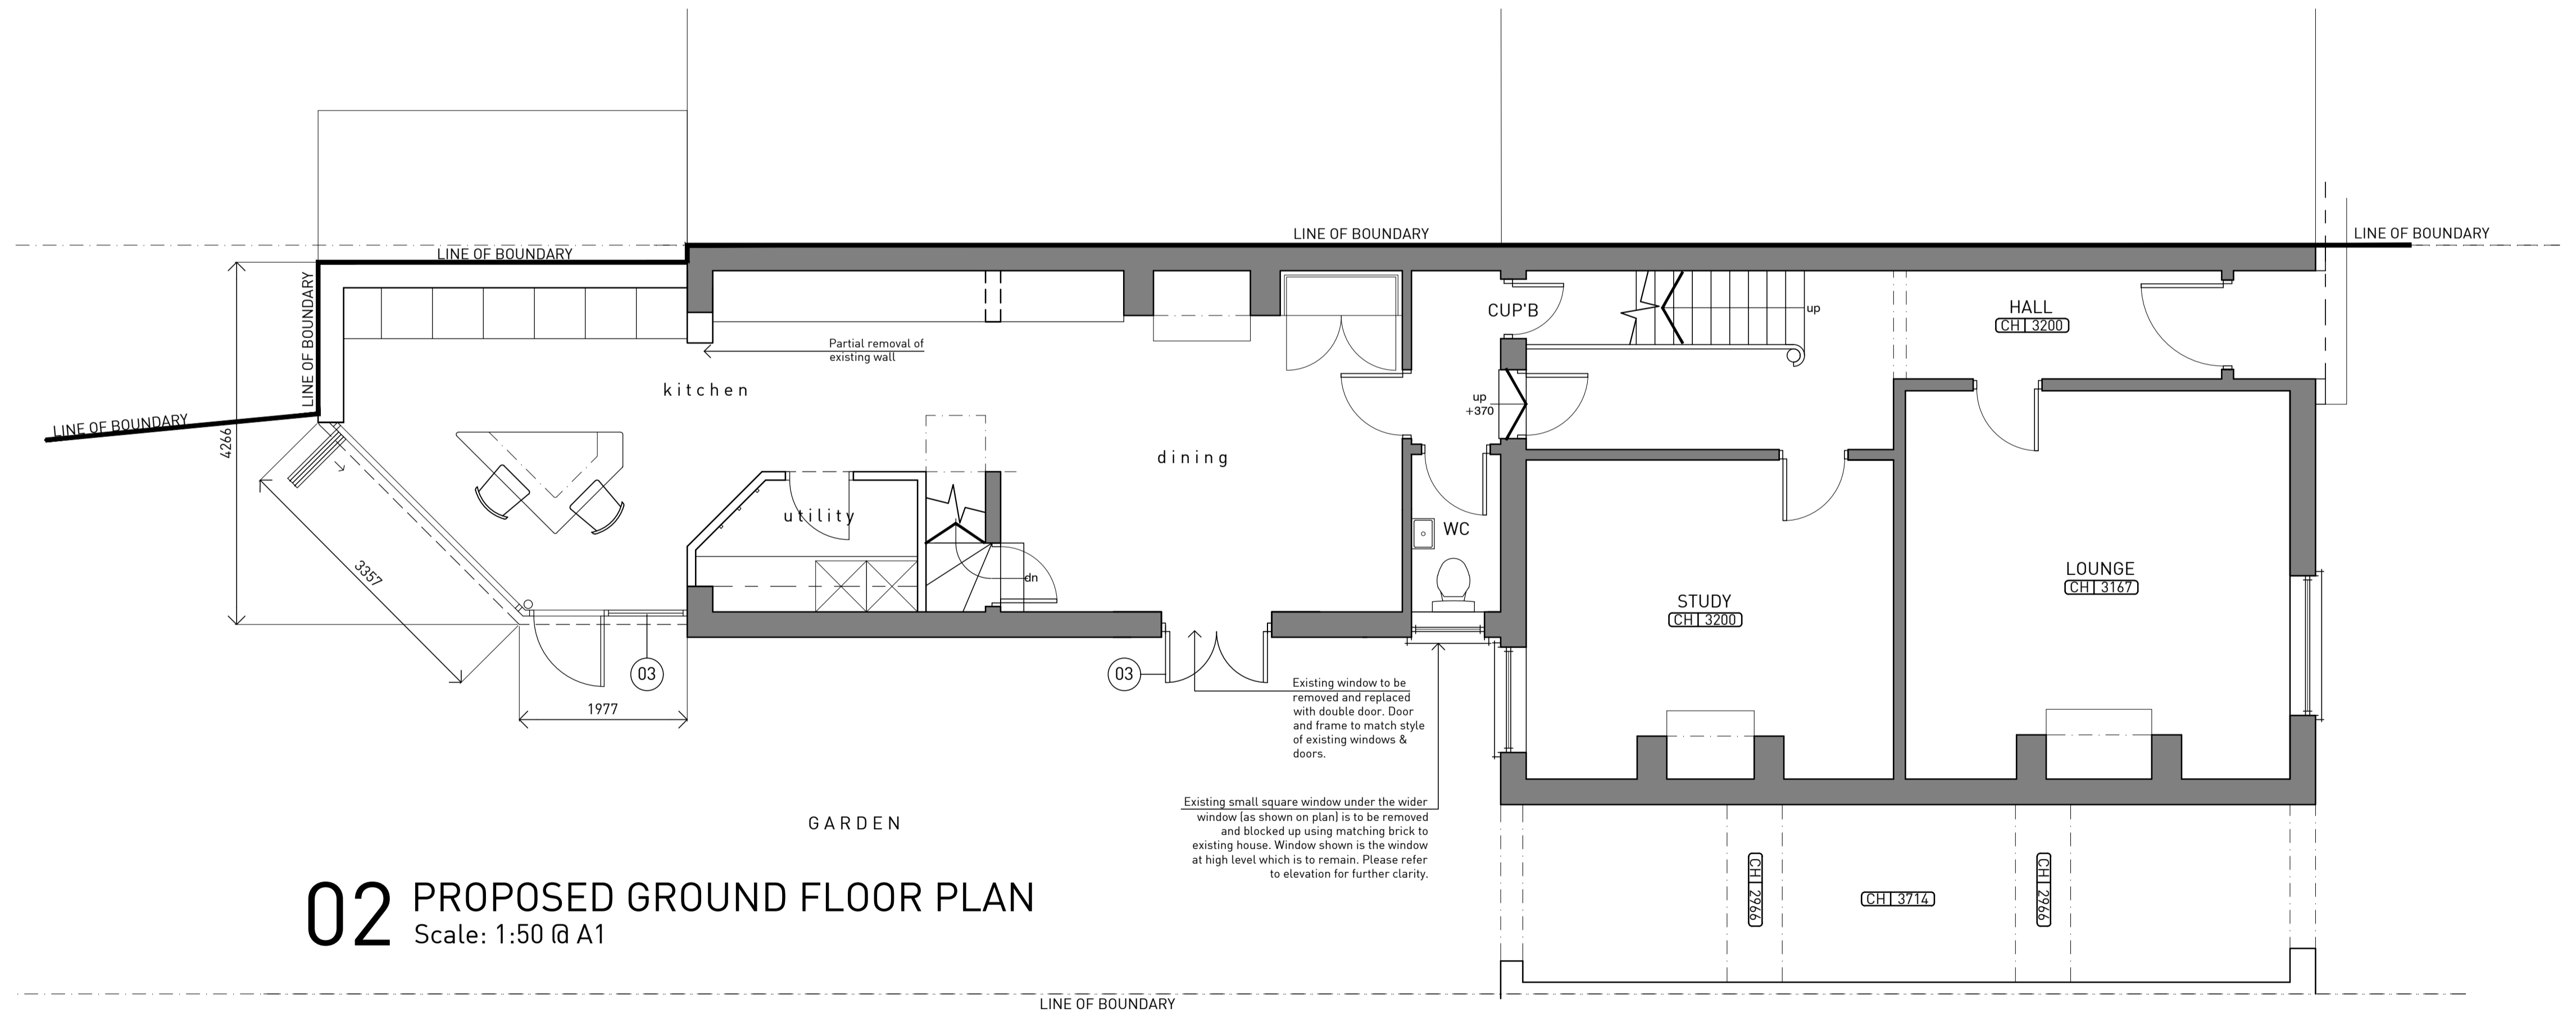 LINE OF BOUNDARY
LINE OF BOUNDARY
LINE OF BOUNDARY
LINE OF BOUNDARY
LINE OF BOUNDARY
4266
3357
1977
Partial removal of
existing wall
kitchen
utility
dining
dn
CUP'B
up
+370
up
HALL
CH 3200
WC
STUDY
CH 3200
LOUNGE
CH 3167
03
03
Existing window to be
removed and replaced
with double door. Door
and frame to match style
of existing windows &
doors.
Existing small square window under the wider
window (as shown on plan) is to be removed
and blocked up using matching brick to
existing house. Window shown is the window
at high level which is to remain. Please refer
to elevation for further clarity.
GARDEN
CH 2966
CH 3714
CH 2966
02 PROPOSED GROUND FLOOR PLAN
Scale: 1:50 @ A1
LINE OF BOUNDARY